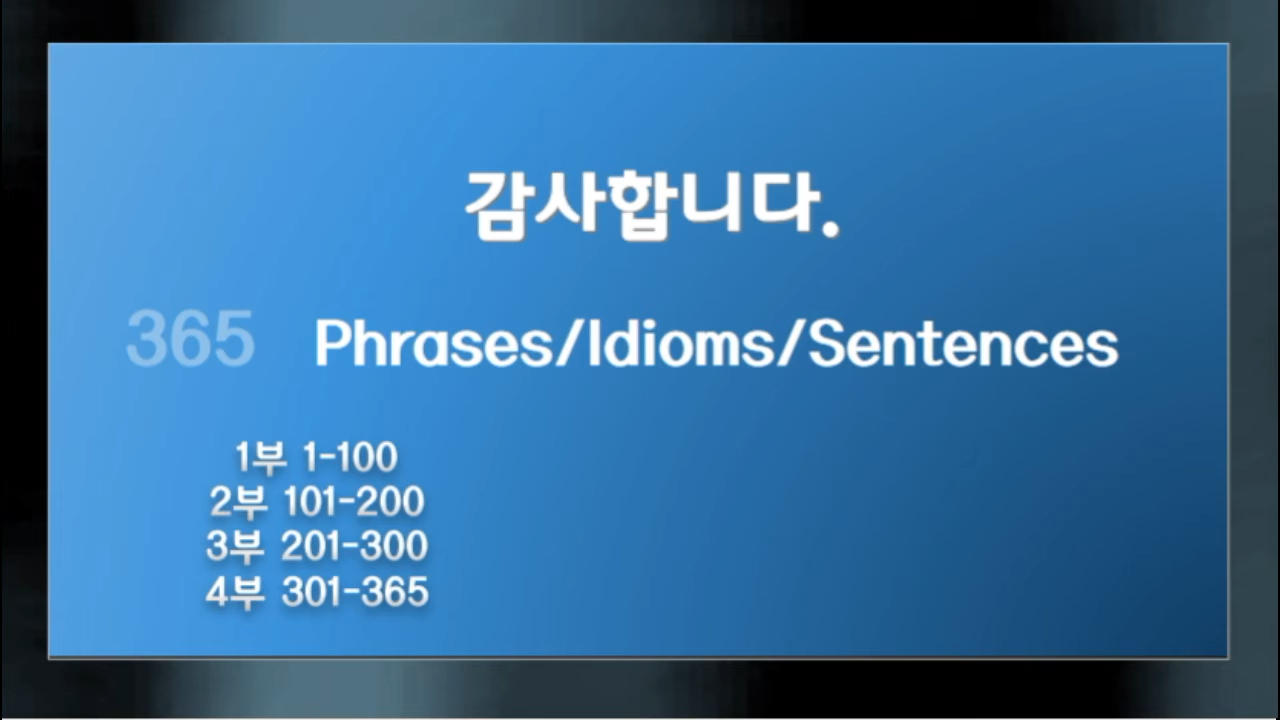 감사합니다.
365 Phrases/Idioms/Sentences
1부 1-100
2부 101-200
3부 201-300
4부 301-365